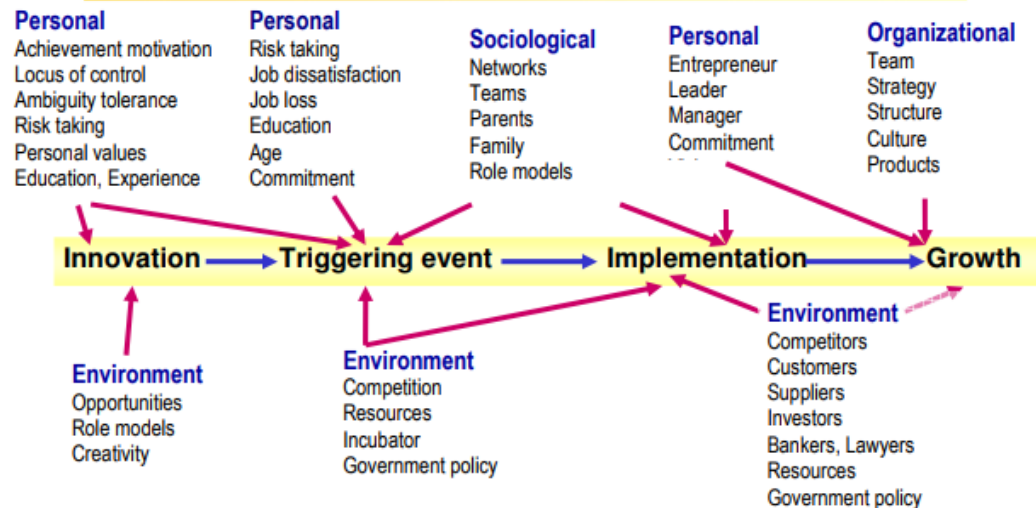 Personal
Achievement motivation
Locus of control
Ambiguity tolerance
Risk taking
Personal values
Education, Experience
Personal
Risk taking
Job dissatisfaction
Job loss
Education
Age
Commitment
Sociological
Networks
Teams
Parents
Family
Role models
Personal
Entrepreneur
Leader
Manager
Commitment
Organizational
Team
Strategy
Structure
Culture
Products
Innovation
Triggering event
Implementation
Growth
Environment
Opportunities
Role models
Creativity
Environment
Competition
Resources
Incubator
Government policy
Environment
Competitors
Customers
Suppliers
Investors
Bankers, Lawyers
Resources
Government policy